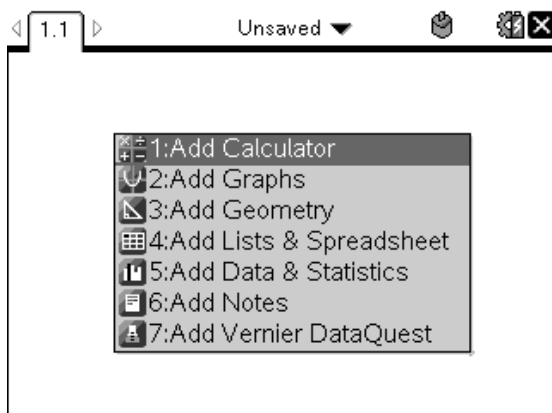 1.1 Unsaved
1:Add Calculator
2:Add Graphs
3:Add Geometry
4:Add Lists & Spreadsheet
5:Add Data & Statistics
6:Add Notes
7:Add Vernier DataQuest